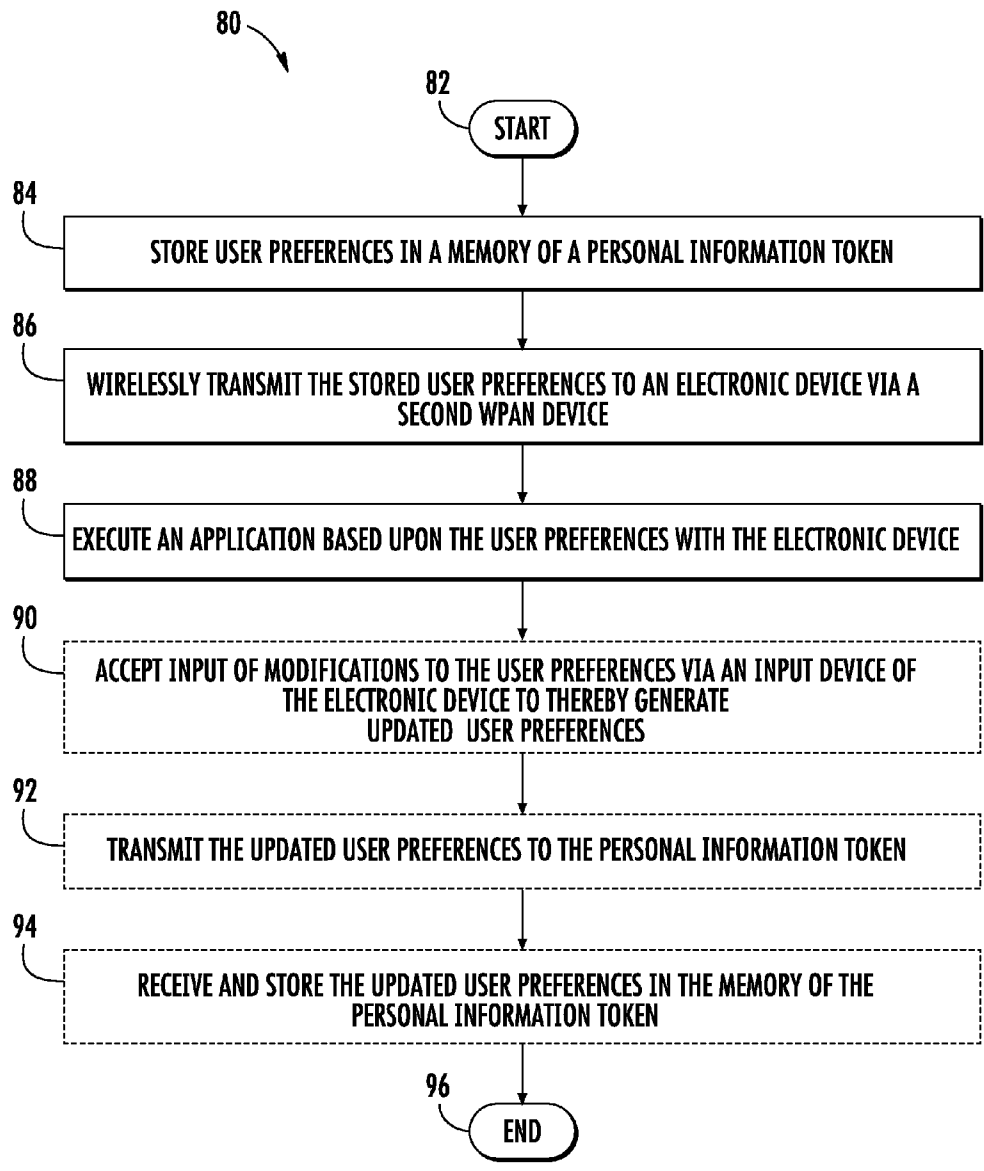 80
82
START
84
STORE USER PREFERENCES IN A MEMORY OF A PERSONAL INFORMATION TOKEN
86
WIRELESSLY TRANSMIT THE STORED USER PREFERENCES TO AN ELECTRONIC DEVICE VIA A
SECOND WPAN DEVICE
88
EXECUTE AN APPLICATION BASED UPON THE USER PREFERENCES WITH THE ELECTRONIC DEVICE
90
ACCEPT INPUT OF MODIFICATIONS TO THE USER PREFERENCES VIA AN INPUT DEVICE OF
THE ELECTRONIC DEVICE TO THEREBY GENERATE
UPDATED USER PREFERENCES
92
TRANSMIT THE UPDATED USER PREFERENCES TO THE PERSONAL INFORMATION TOKEN
94
RECEIVE AND STORE THE UPDATED USER PREFERENCES IN THE MEMORY OF THE
PERSONAL INFORMATION TOKEN
96
END